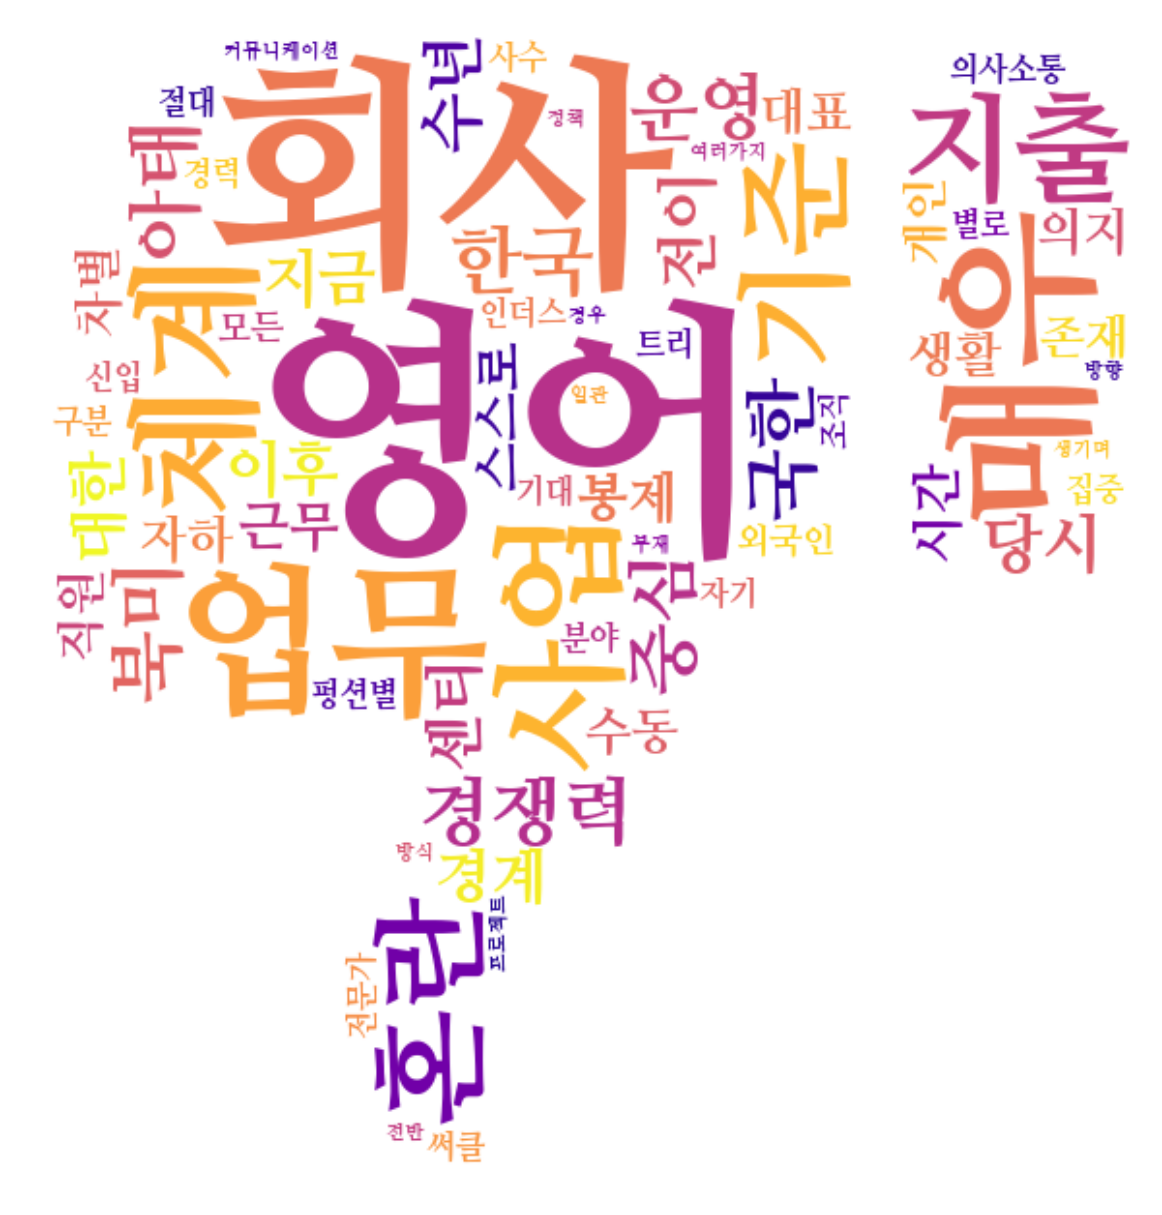 커뮤니케이션
수년
사수
절대
회사
정책
운영
대표
여러가지
아태
경력
한국
전이
기준
차별
체계
지금
모든
인더스
경우
트리
신입
영어
스스로
일관
국한
조직
구분
대한
이후
기대
봉제
자하
근무
외국인
부재
직원
북미
업무
사업
중심
자기
분야
펑션별
센티
수동
경쟁력
방식
경계
혼란
프로젝트
전문가
전반
써클
의사소통
지출
개인
별로
의지
매우
생활
존재
방향
생기며
시간
집중
당시